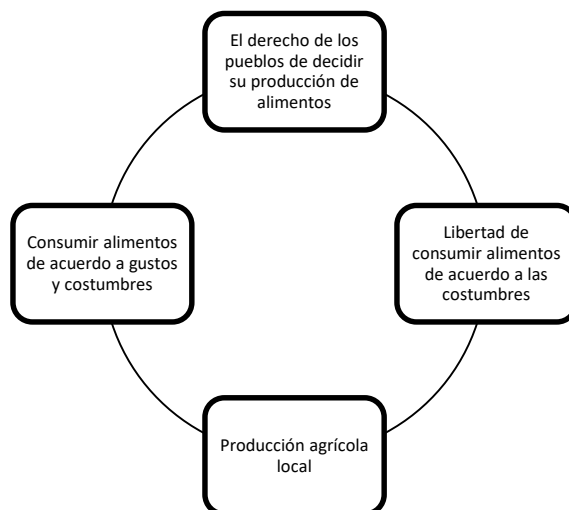 El derecho de los
pueblos de decidir
su producción de
alimentos
Consumir alimentos
de acuerdo a gustos
y costumbres
Libertad de
consumir alimentos
de acuerdo a las
costumbres
Producción agrícola
local